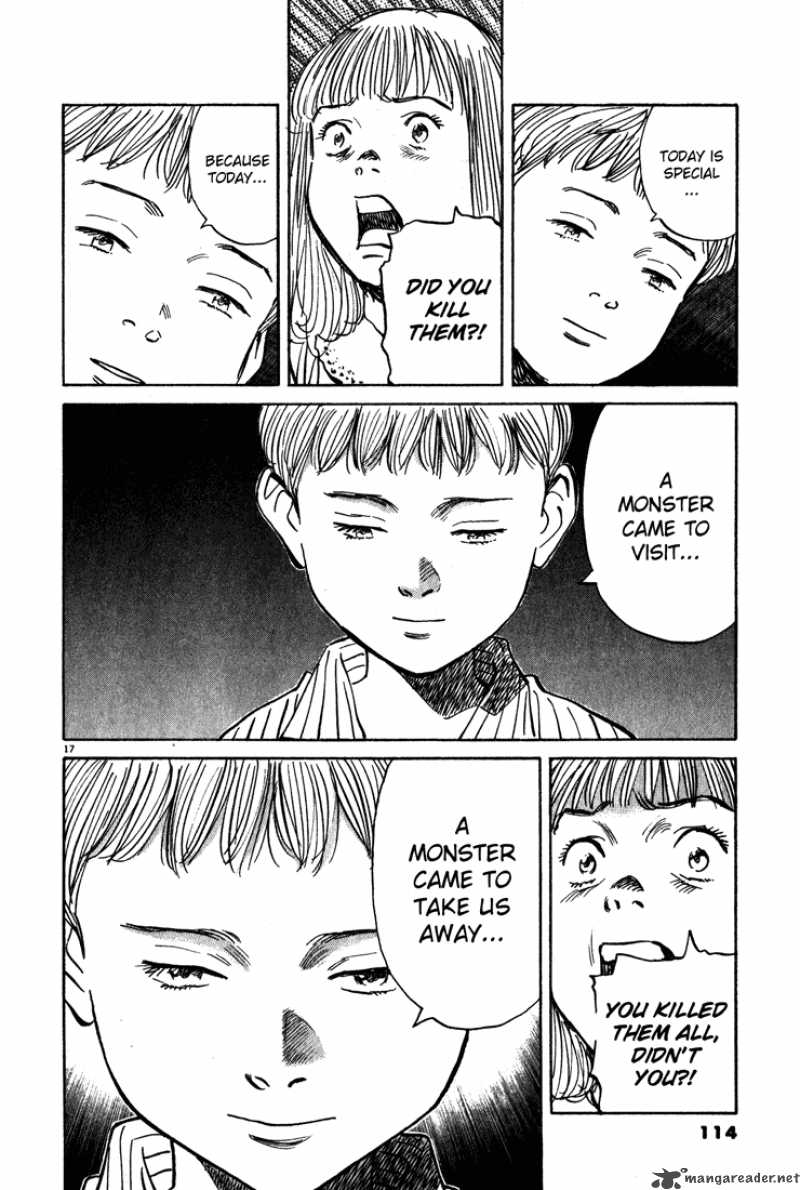 TODAY IS
SPECIAL
...
DID YOU
KILL
THEM?!
BECAUSE
TODAY...
A
MONSTER
CAME TO
VISIT...
17
YOU KILLED
THEM ALL,
DIDN'T
YOU?!
A
MONSTER
CAME TO
TAKE US
AWAY...
114
mangareader.net